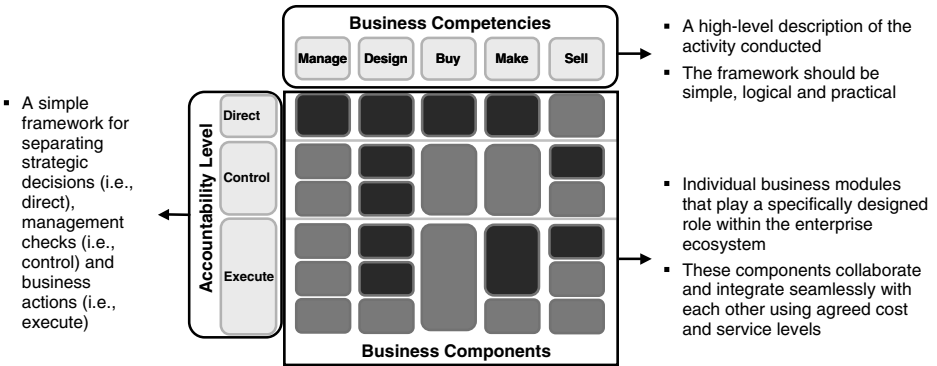 Business Competencies
Manage
Design
Buy
Make
Sell
▪ A high-level description of the
activity conducted
▪ The framework should be
simple, logical and practical
▪ A simple
framework for
separating
strategic
decisions (i.e.,
direct),
management
checks (i.e.,
control) and
business
actions (i.e.,
execute)
Accountability Level
Direct
Control
Execute
▪ Individual business modules
that play a specifically designed
role within the enterprise
ecosystem
▪ These components collaborate
and integrate seamlessly with
each other using agreed cost
and service levels
Business Components